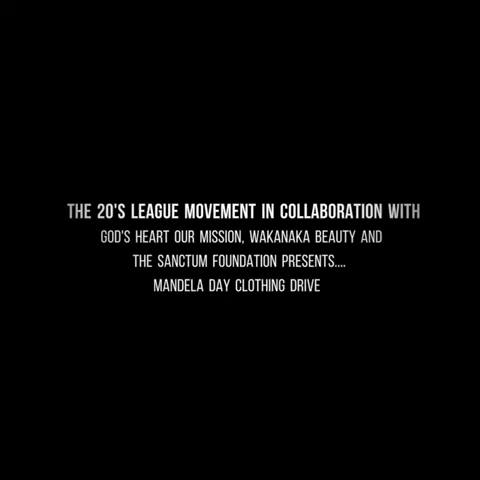 THE 20'S LEAGUE MOVEMENT IN COLLABORATION WITH
GOD'S HEART OUR MISSION, WAKANAKA BEAUTY AND
THE SANCTUM FOUNDATION PRESENTS....
MANDELA DAY CLOTHING DRIVE